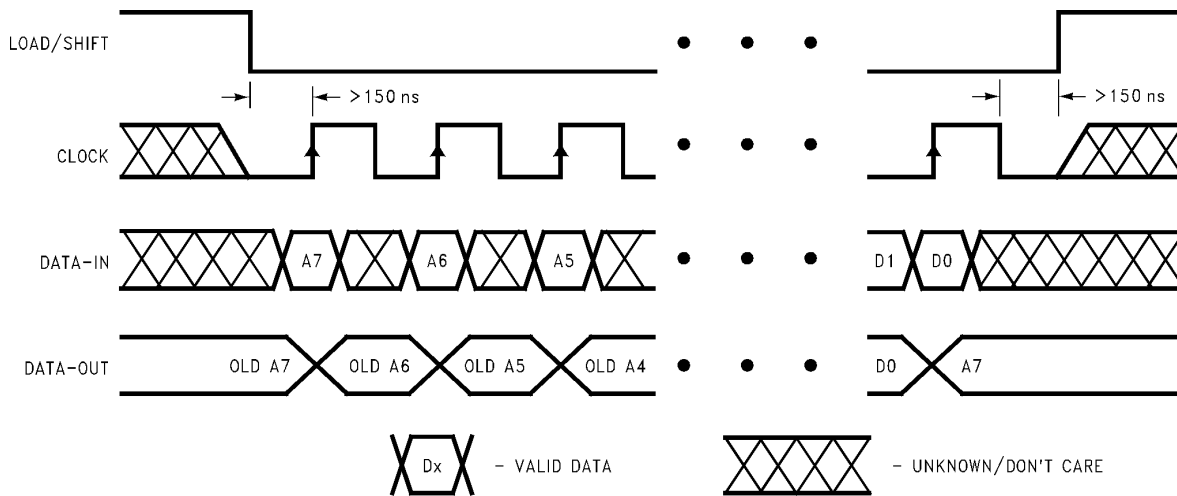 LOAD/SHIFT
>150 ns >150 ns
CLOCK
DATA-IN A7 A6 A5 D1 D0
DATA-OUT OLD A7 OLD A6 OLD A5 OLD A4 D0 A7
Dx - VALID DATA - UNKNOWN/DON'T CARE